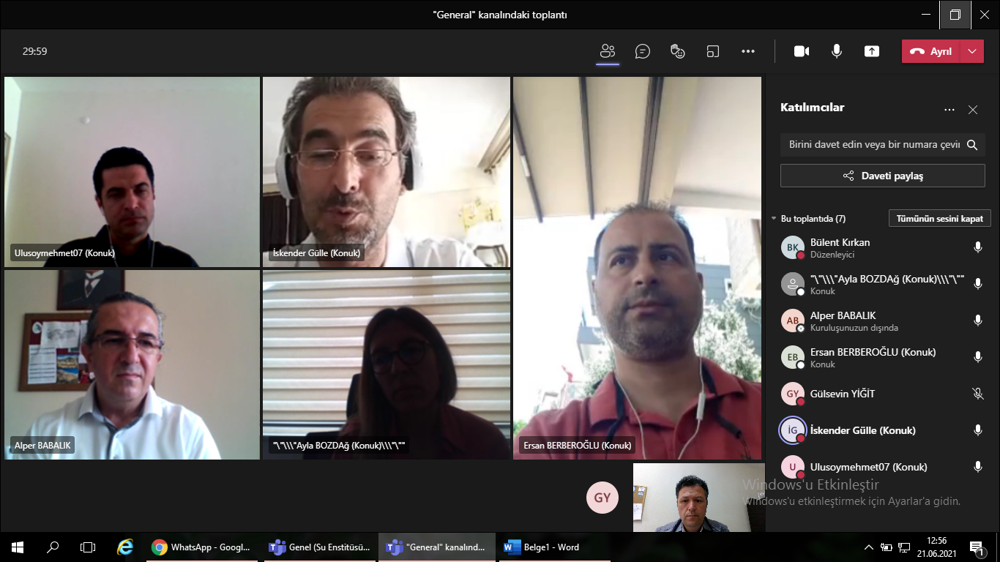 "General" kanalındaki toplantı
29:59
Ayrıl
Ulusoymehmet07 (Konuk)
İskender Gülle (Konuk)
Alper BABALIK
"\"\\\"Ayla BOZDAğ (Konuk)\\\"\""
Ersan BERBEROĞLU (Konuk)
GY
Katılımcılar
Birini davet edin veya bir numara çevir
Daveti paylaş
Bu toplantıda (7)
Tümünün sesini kapat
BK
Bülent Kırkan
Düzenleyici
"\"\\\"Ayla BOZDAğ (Konuk)\\\"\""
Konuk
AB
Alper BABALIK
Kuruluşunuzun dışında
EB
Ersan BERBEROĞLU (Konuk)
Konuk
GY
Gülsevin YİĞİT
İG
İskender Gülle (Konuk)
U
Ulusoymehmet07 (Konuk)
Windows'u Etkinleştir
Windows'u etkinleştirmek için Ayarlar'a gidin.
WhatsApp - Googl...
Genel (Su Enstitüsü...
"General" kanalınd...
Belge1 - Word
12:56
21.06.2021
1